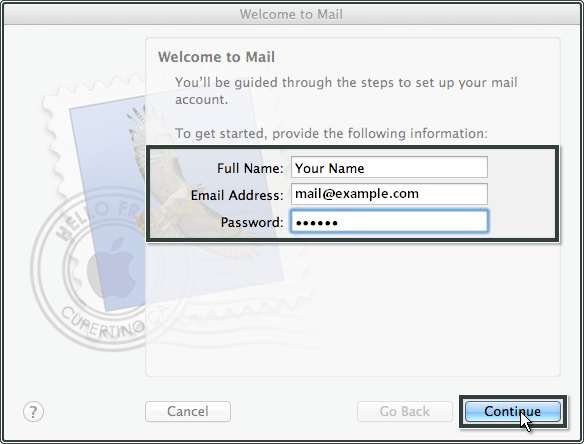 Welcome to Mail
Welcome to Mail
You'll be guided through the steps to set up your mail
account.
To get started, provide the following information:
Full Name: Your Name
Email Address: mail@example.com
Password: ••••••
HELLO FR
CUPERTINO CA
? Cancel Go Back Continue